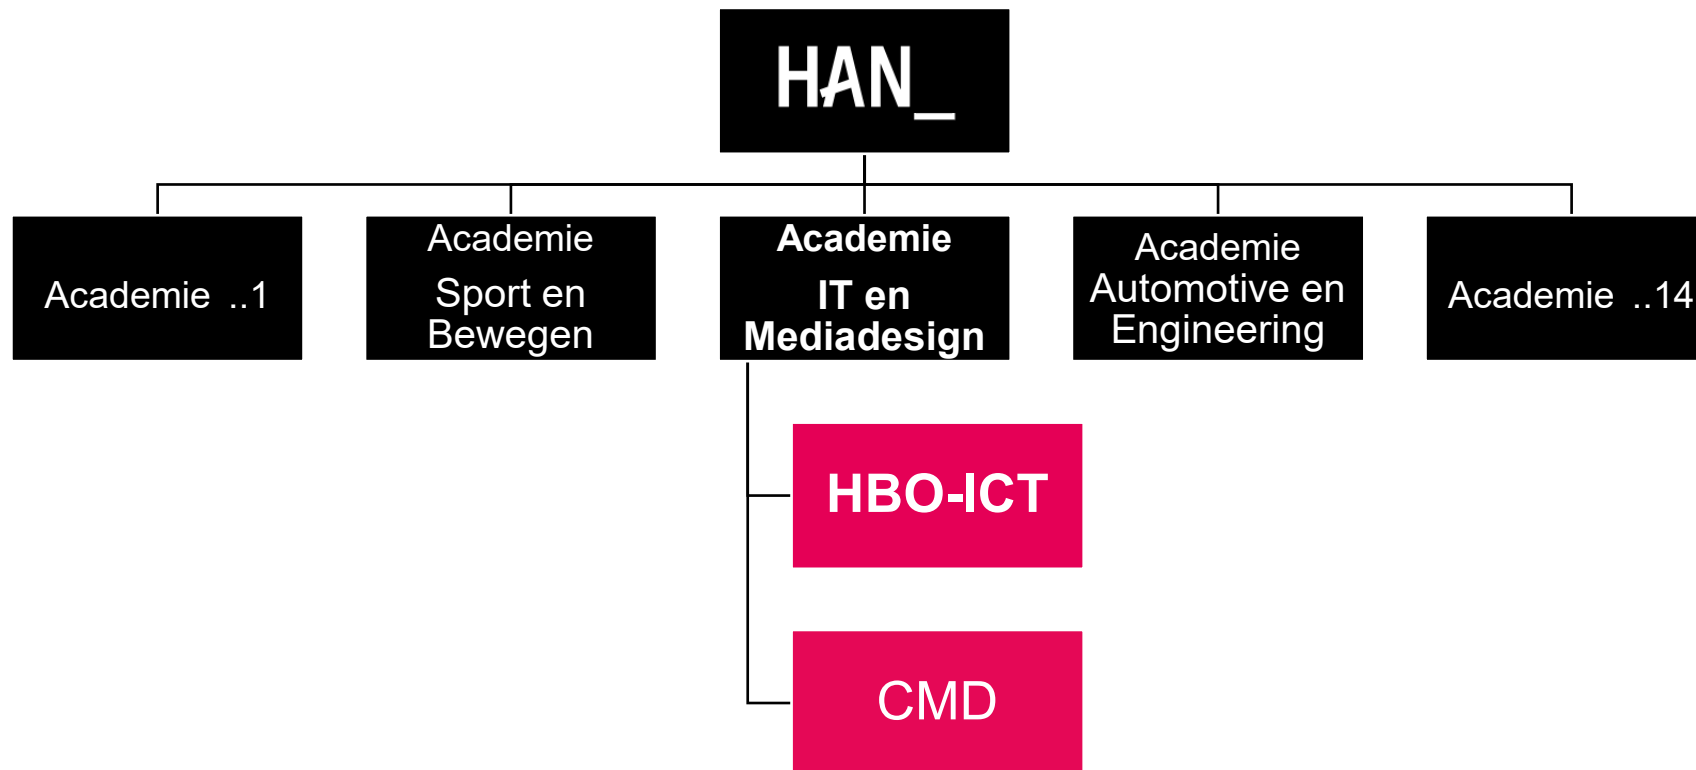 HAN_
Academie ..1
Academie
Sport en
Bewegen
Academie
IT en
Mediadesign
Academie
Automotive en
Engineering
Academie ..14
HBO-ICT
CMD